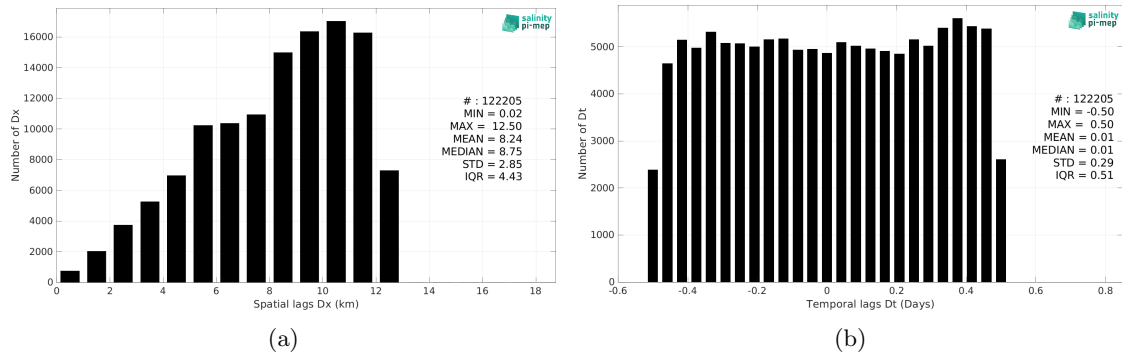 salinity
pi-mep
16000
14000
12000
10000
8000
6000
4000
2000
0
Number of Dx
# : 122205
MIN = 0.02
MAX = 12.50
MEAN = 8.24
MEDIAN = 8.75
STD = 2.85
IQR = 4.43
0 2 4 6 8 10 12 14 16 18
Spatial lags Dx (km)
(a)
salinity
pi-mep
5000
4000
3000
2000
1000
0
Number of Dt
# : 122205
MIN = -0.50
MAX = 0.50
MEAN = 0.01
MEDIAN = 0.01
STD = 0.29
IQR = 0.51
-0.6 -0.4 -0.2 0 0.2 0.4 0.6 0.8
Temporal lags Dt (Days)
(b)